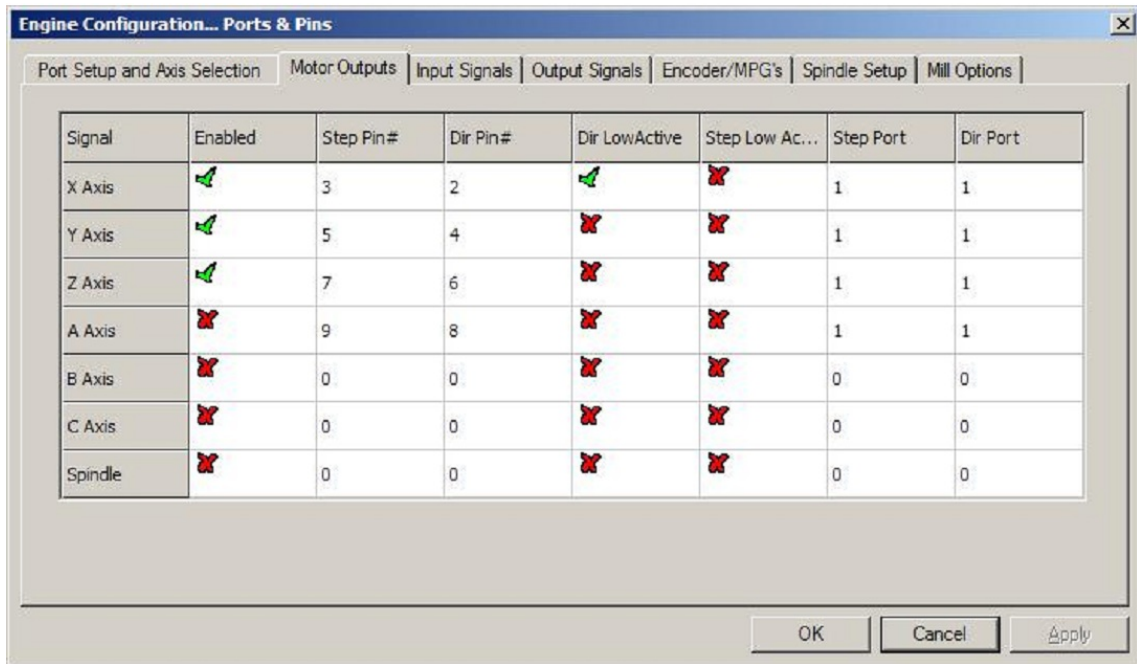 Engine Configuration... Ports & Pins
Port Setup and Axis Selection Motor Outputs Input Signals Output Signals Encoder/MPG's Spindle Setup Mill Options
Signal Enabled Step Pin# Dir Pin# Dir LowActive Step Low Ac... Step Port Dir Port
X Axis 3 2 1 1
Y Axis 5 4 1 1
Z Axis 7 6 1 1
A Axis 9 8 1 1
B Axis 0 0 0 0
C Axis 0 0 0 0
Spindle 0 0 0 0
OK Cancel Apply